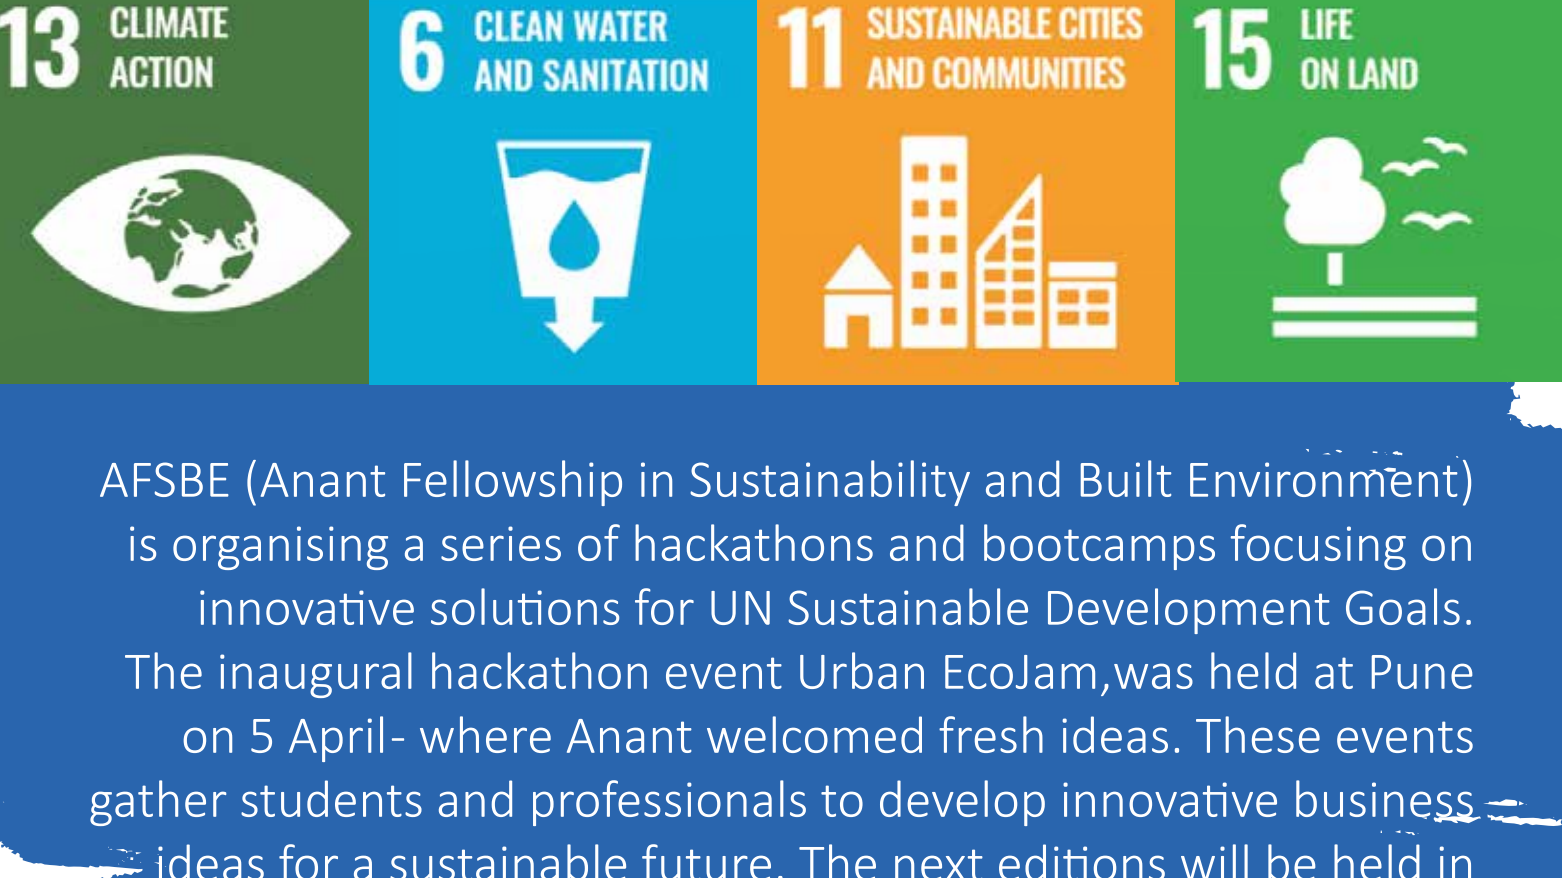 13 CLIMATE
ACTION
6 CLEAN WATER
AND SANITATION
11 SUSTAINABLE CITIES
AND COMMUNITIES
15 LIFE
ON LAND
AFSBE (Anant Fellowship in Sustainability and Built Environment)
is organising a series of hackathons and bootcamps focusing on
innovative solutions for UN Sustainable Development Goals.
The inaugural hackathon event Urban EcoJam,was held at Pune
on 5 April- where Anant welcomed fresh ideas. These events
gather students and professionals to develop innovative business
ideas for a sustainable future. The next editions will be held in